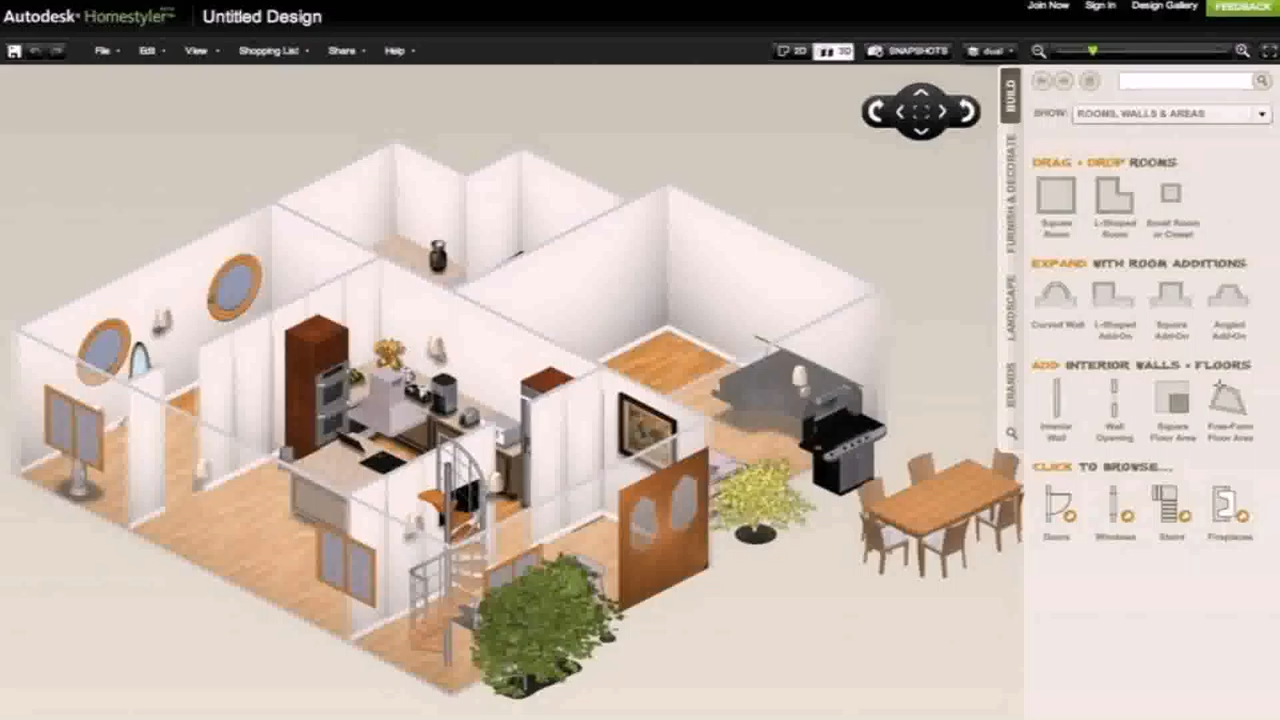 Autodesk Homestyler BETA
Untitled Design
Join Now Sign In Design Gallery FEEDBACK
File Edit View Shopping List Share Help
2D 3D SNAPSHOTS dual
BUILD
FURNISH & DECORATE
LANDSCAPE
BRANDS
SHOW: ROOMS, WALLS & AREAS
DRAG + DROP ROOMS
Square Room
L-Shaped Room
Small Room or Closet
EXPAND WITH ROOM ADDITIONS
Curved Wall
L-Shaped Add-On
Square Add-On
Angled Add-On
ADD INTERIOR WALLS + FLOORS
Interior Wall
Wall Opening
Square Floor Area
Free-Form Floor Area
CLICK TO BROWSE...
Doors Windows Stairs Fireplaces